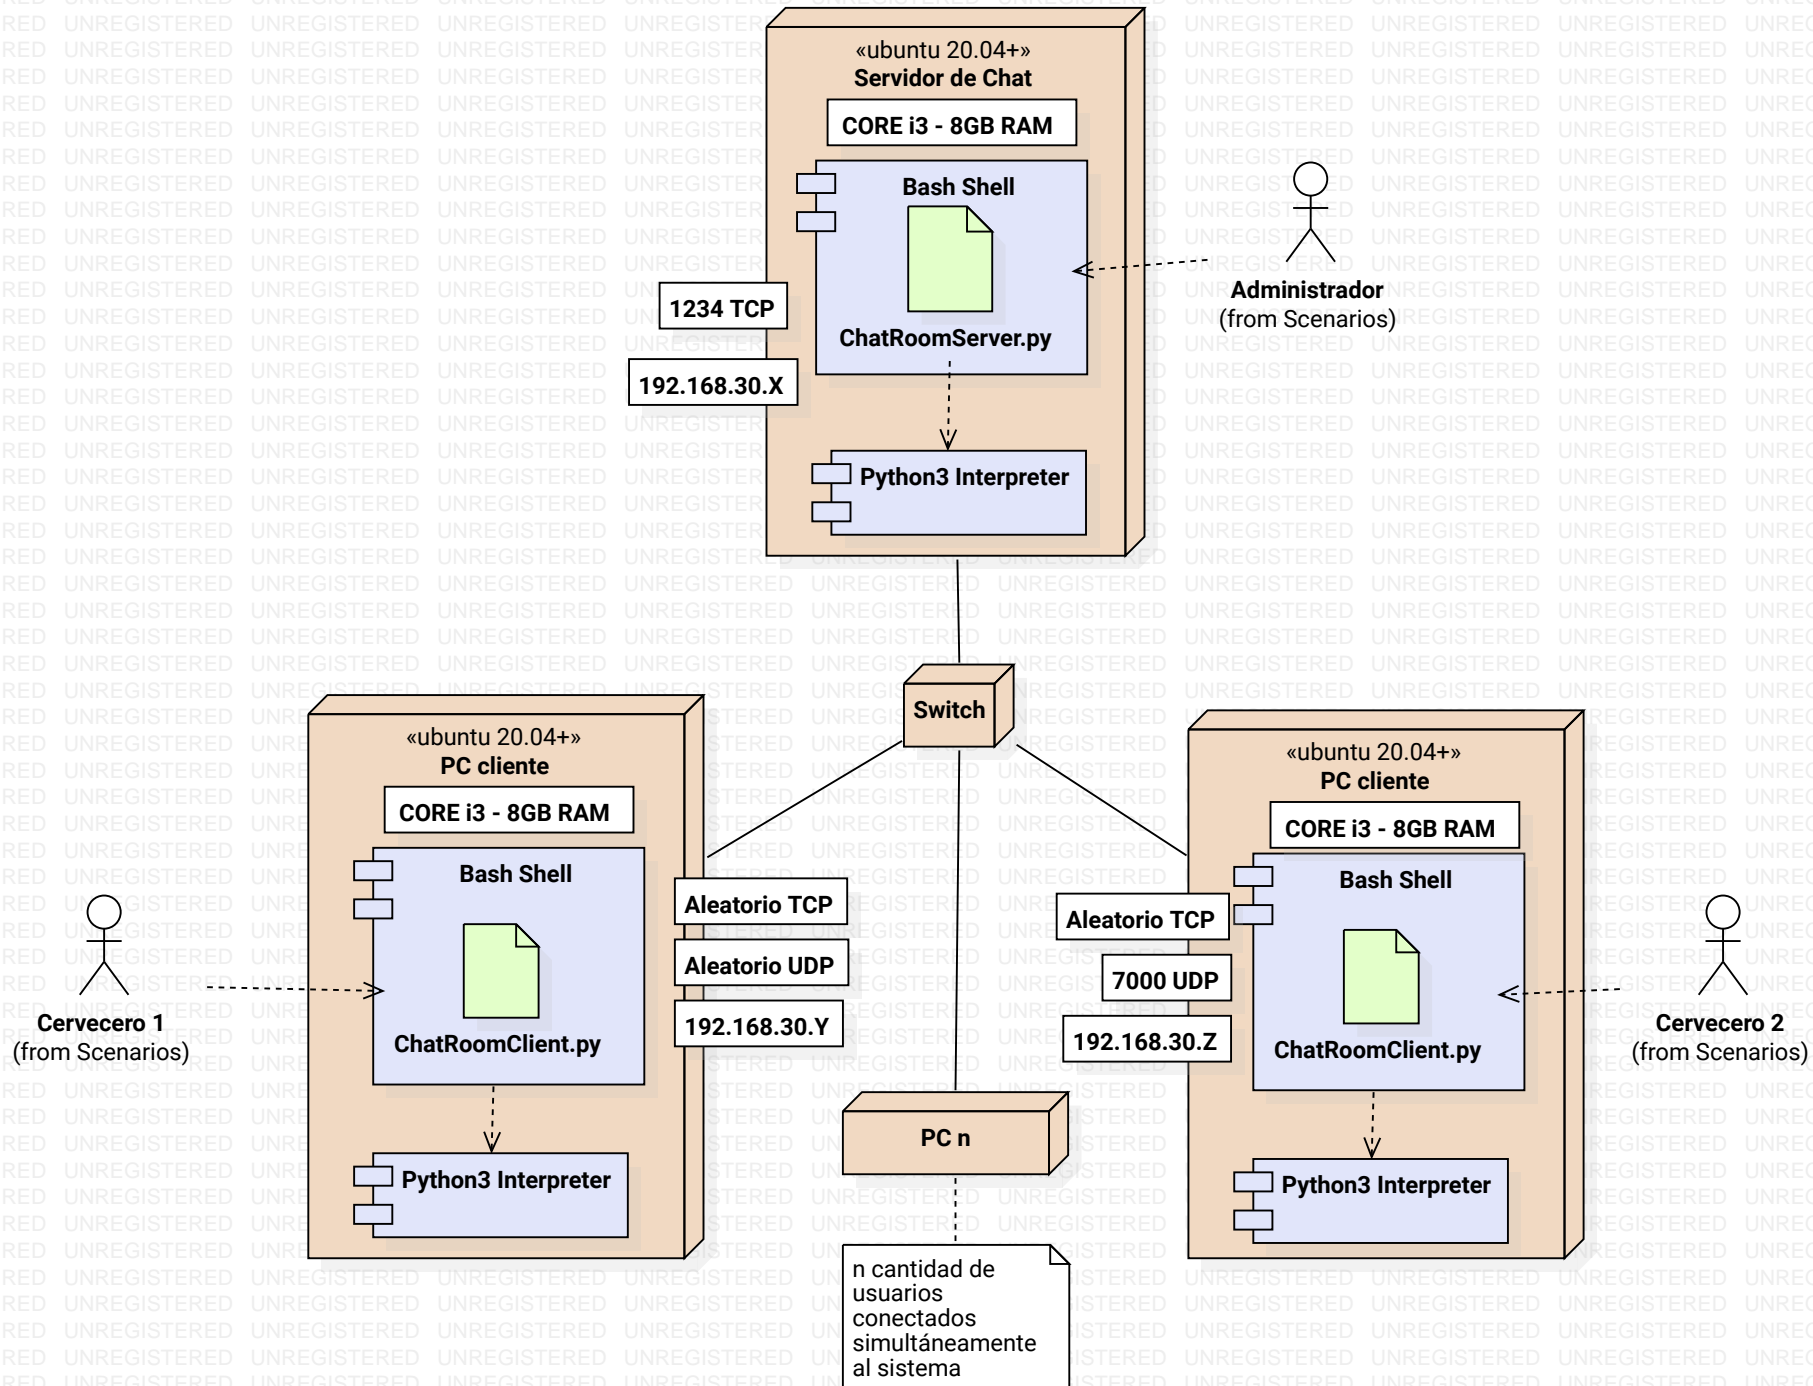 «ubuntu 20.04+»
Servidor de Chat
CORE i3 - 8GB RAM
Bash Shell
ChatRoomServer.py
1234 TCP
192.168.30.X
Python3 Interpreter
Administrador
(from Scenarios)
Switch
«ubuntu 20.04+»
PC cliente
CORE i3 - 8GB RAM
Bash Shell
ChatRoomClient.py
Aleatorio TCP
Aleatorio UDP
192.168.30.Y
Python3 Interpreter
Cervecero 1
(from Scenarios)
«ubuntu 20.04+»
PC cliente
CORE i3 - 8GB RAM
Bash Shell
ChatRoomClient.py
Aleatorio TCP
7000 UDP
192.168.30.Z
Python3 Interpreter
Cervecero 2
(from Scenarios)
PC n
n cantidad de
usuarios
conectados
simultáneamente
al sistema
UNREGISTERED